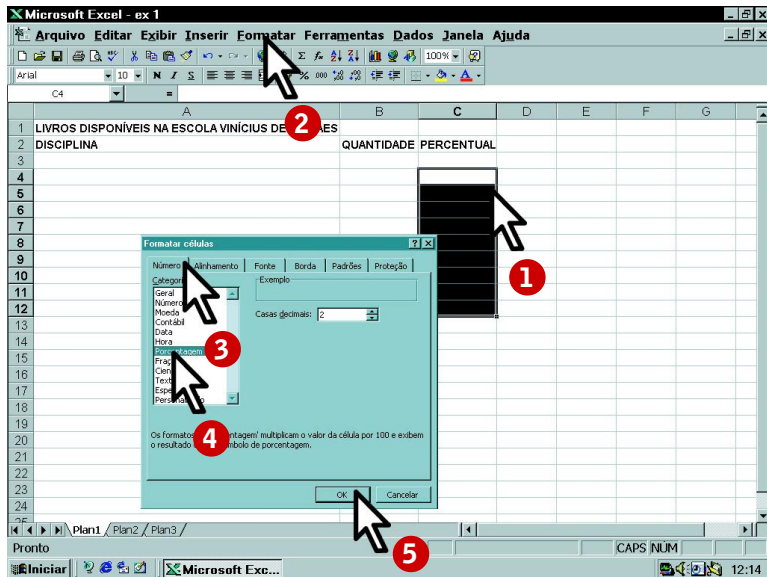 Microsoft Excel - ex 1
Arquivo Editar Exibir Inserir Formatar Ferramentas Dados Janela Ajuda
100%
Arial 10 N I S % 000
C4 =
A B C D E F G
1 LIVROS DISPONÍVEIS NA ESCOLA VINÍCIUS DE
2 DISCIPLINA QUANTIDADE PERCENTUAL
3
4
5
6
7
8
9
10
11
12
13
14
15
16
17
18
19
20
21
22
23
24
25
Formatar células
Número Alinhamento Fonte Borda Padrões Proteção
Categoria
Exemplo
Geral
Número
Moeda
Contábil
Data
Hora
Porcentagem
Casas decimais: 2
Os formatos multiplicam o valor da célula por 100 e exibem
o resultado de porcentagem.
OK Cancelar
1
2
3
4
5
Plan1 Plan2 Plan3
Pronto CAPS NÚM
Iniciar Microsoft Exc... 12:14